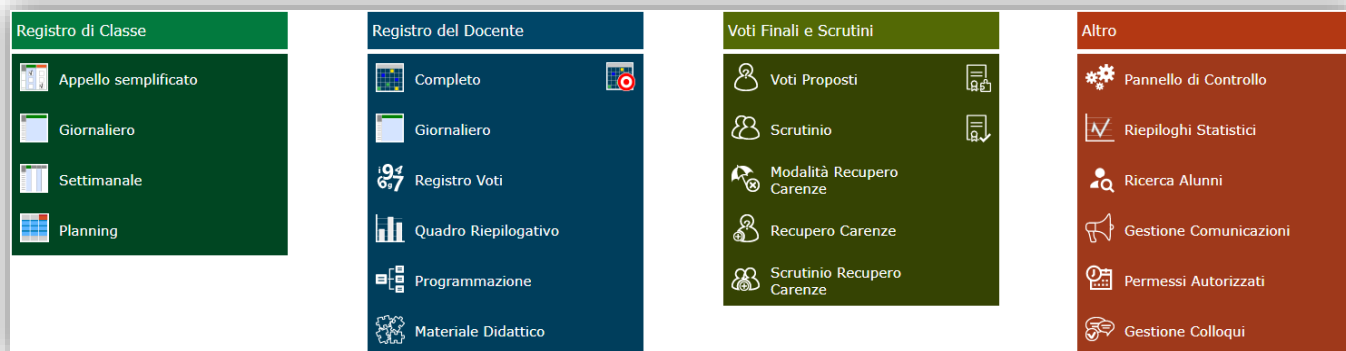 Registro di Classe
Appello semplificato
Giornaliero
Settimanale
Planning
Registro del Docente
Completo
Giornaliero
Registro Voti
Quadro Riepilogativo
Programmazione
Materiale Didattico
Voti Finali e Scrutini
Voti Proposti
Scrutinio
Modalità Recupero
Carenze
Recupero Carenze
Scrutinio Recupero
Carenze
Altro
Pannello di Controllo
Riepiloghi Statistici
Ricerca Alunni
Gestione Comunicazioni
Permessi Autorizzati
Gestione Colloqui